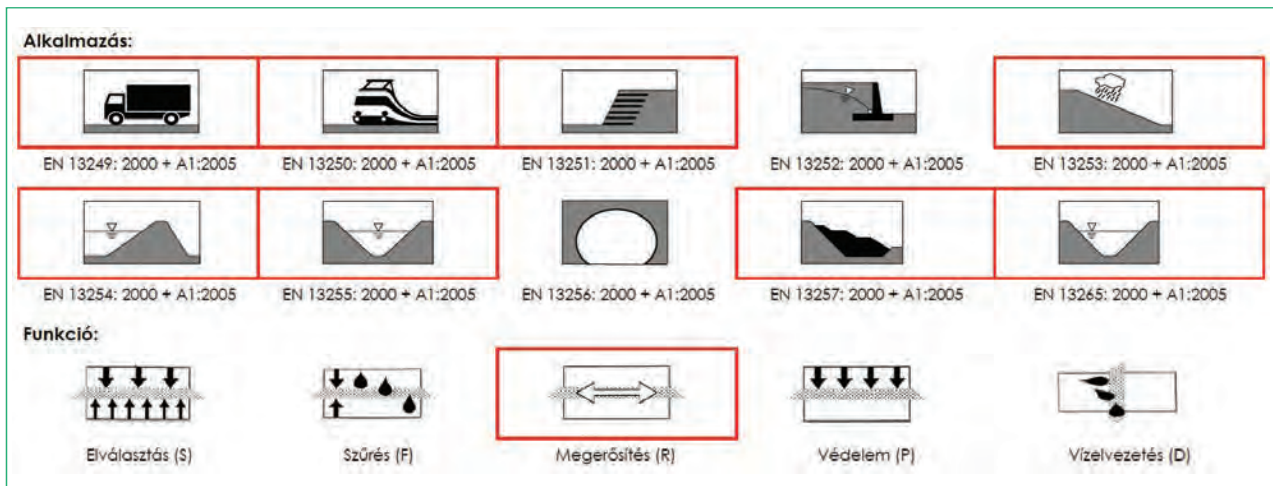 Alkalmazás:
EN 13249: 2000 + A1:2005
EN 13250: 2000 + A1:2005
EN 13251: 2000 + A1:2005
EN 13252: 2000 + A1:2005
EN 13253: 2000 + A1:2005
EN 13254: 2000 + A1:2005
EN 13255: 2000 + A1:2005
EN 13256: 2000 + A1:2005
EN 13257: 2000 + A1:2005
EN 13265: 2000 + A1:2005
Funkció:
Elválasztás (S)
Szűrés (F)
Megerősítés (R)
Védelem (P)
Vízelvezetés (D)